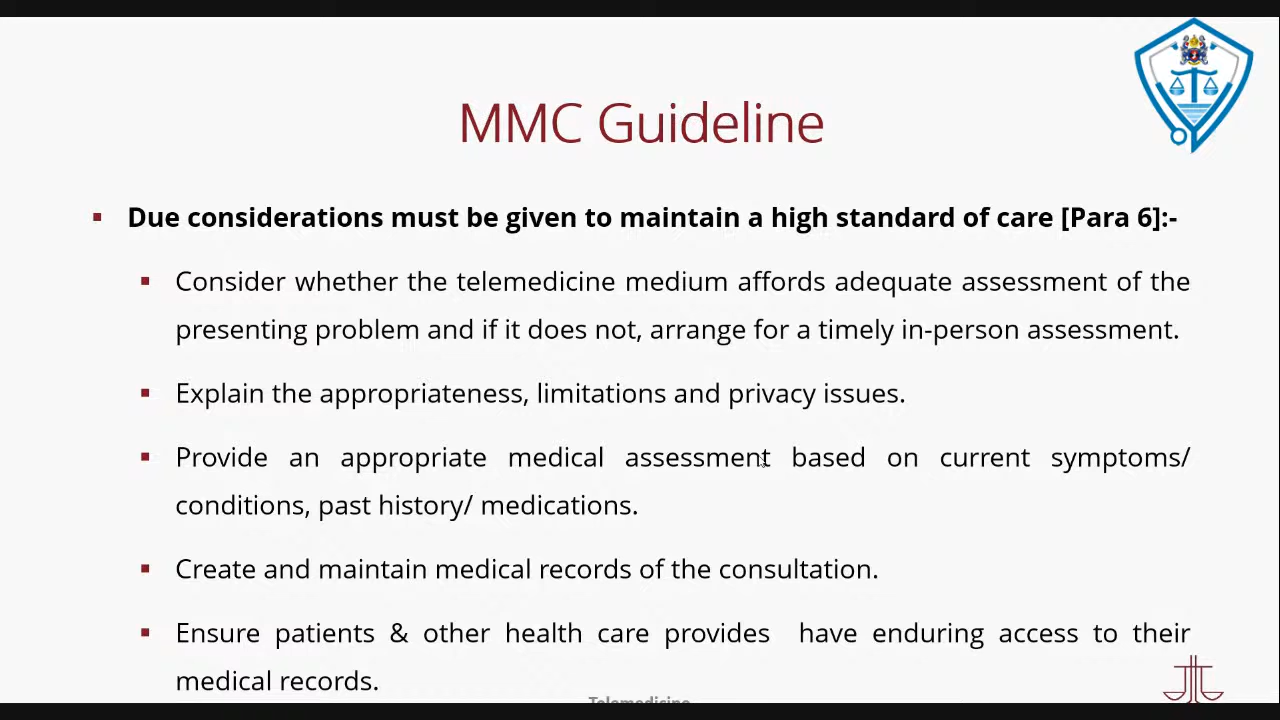 MMC Guideline
▪ Due considerations must be given to maintain a high standard of care [Para 6]:-
▪ Consider whether the telemedicine medium affords adequate assessment of the
presenting problem and if it does not, arrange for a timely in-person assessment.
▪ Explain the appropriateness, limitations and privacy issues.
▪ Provide an appropriate medical assessment based on current symptoms/
conditions, past history/ medications.
▪ Create and maintain medical records of the consultation.
▪ Ensure patients & other health care provides have enduring access to their
medical records.
Telemedicine